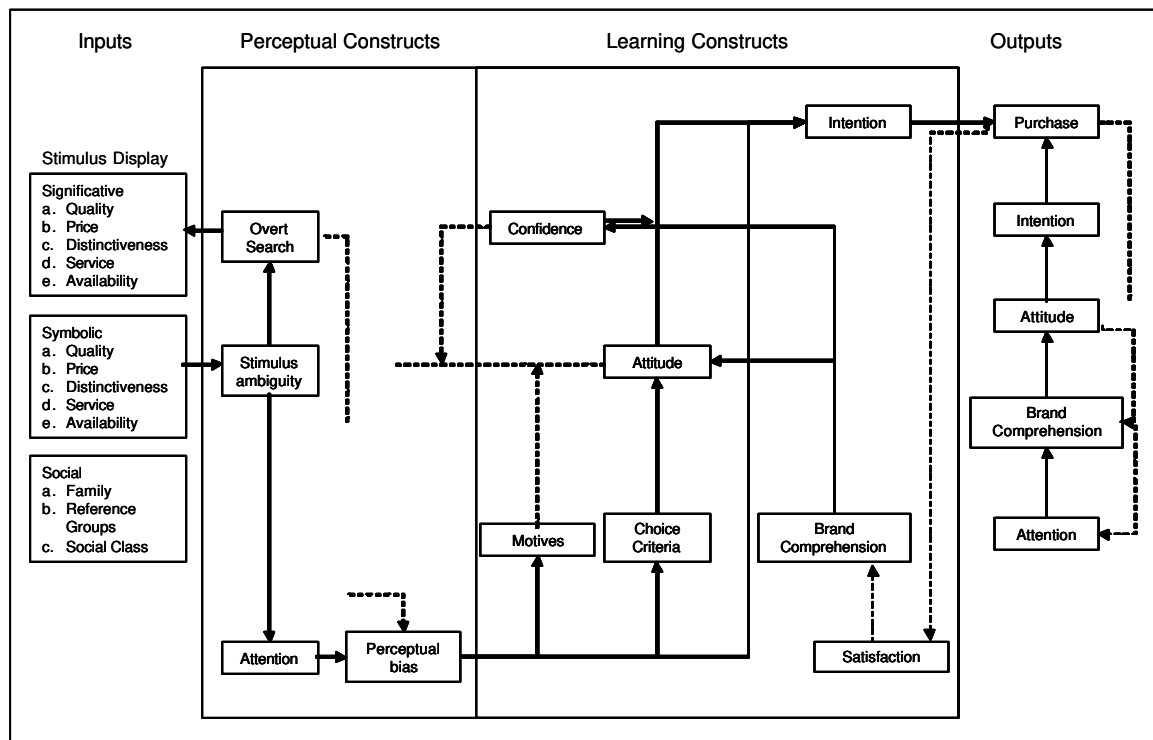 Inputs
Perceptual Constructs
Learning Constructs
Outputs
Stimulus Display
Significative
a. Quality
b. Price
c. Distinctiveness
d. Service
e. Availability
Symbolic
a. Quality
b. Price
c. Distinctiveness
d. Service
e. Availability
Social
a. Family
b. Reference
Groups
c. Social Class
Overt
Search
Stimulus
ambiguity
Attention
Perceptual
bias
Confidence
Attitude
Motives
Choice
Criteria
Intention
Brand
Comprehension
Satisfaction
Purchase
Intention
Attitude
Brand
Comprehension
Attention